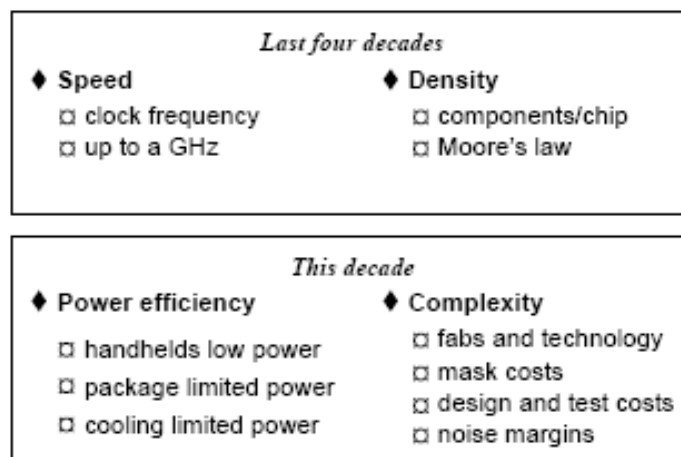 Last four decades
♦ Speed
¤ clock frequency
¤ up to a GHz
♦ Density
¤ components/chip
¤ Moore's law
This decade
♦ Power efficiency
¤ handhelds low power
¤ package limited power
¤ cooling limited power
♦ Complexity
¤ fabs and technology
¤ mask costs
¤ design and test costs
¤ noise margins